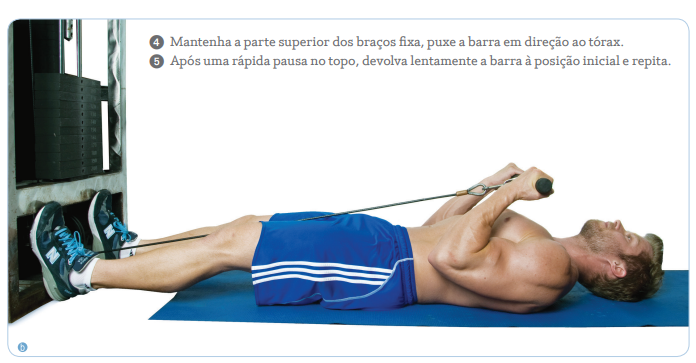 4 Mantenha a parte superior dos braços fixa, puxe a barra em direção ao tórax.
5 Após uma rápida pausa no topo, devolva lentamente a barra à posição inicial e repita.
N
N
b